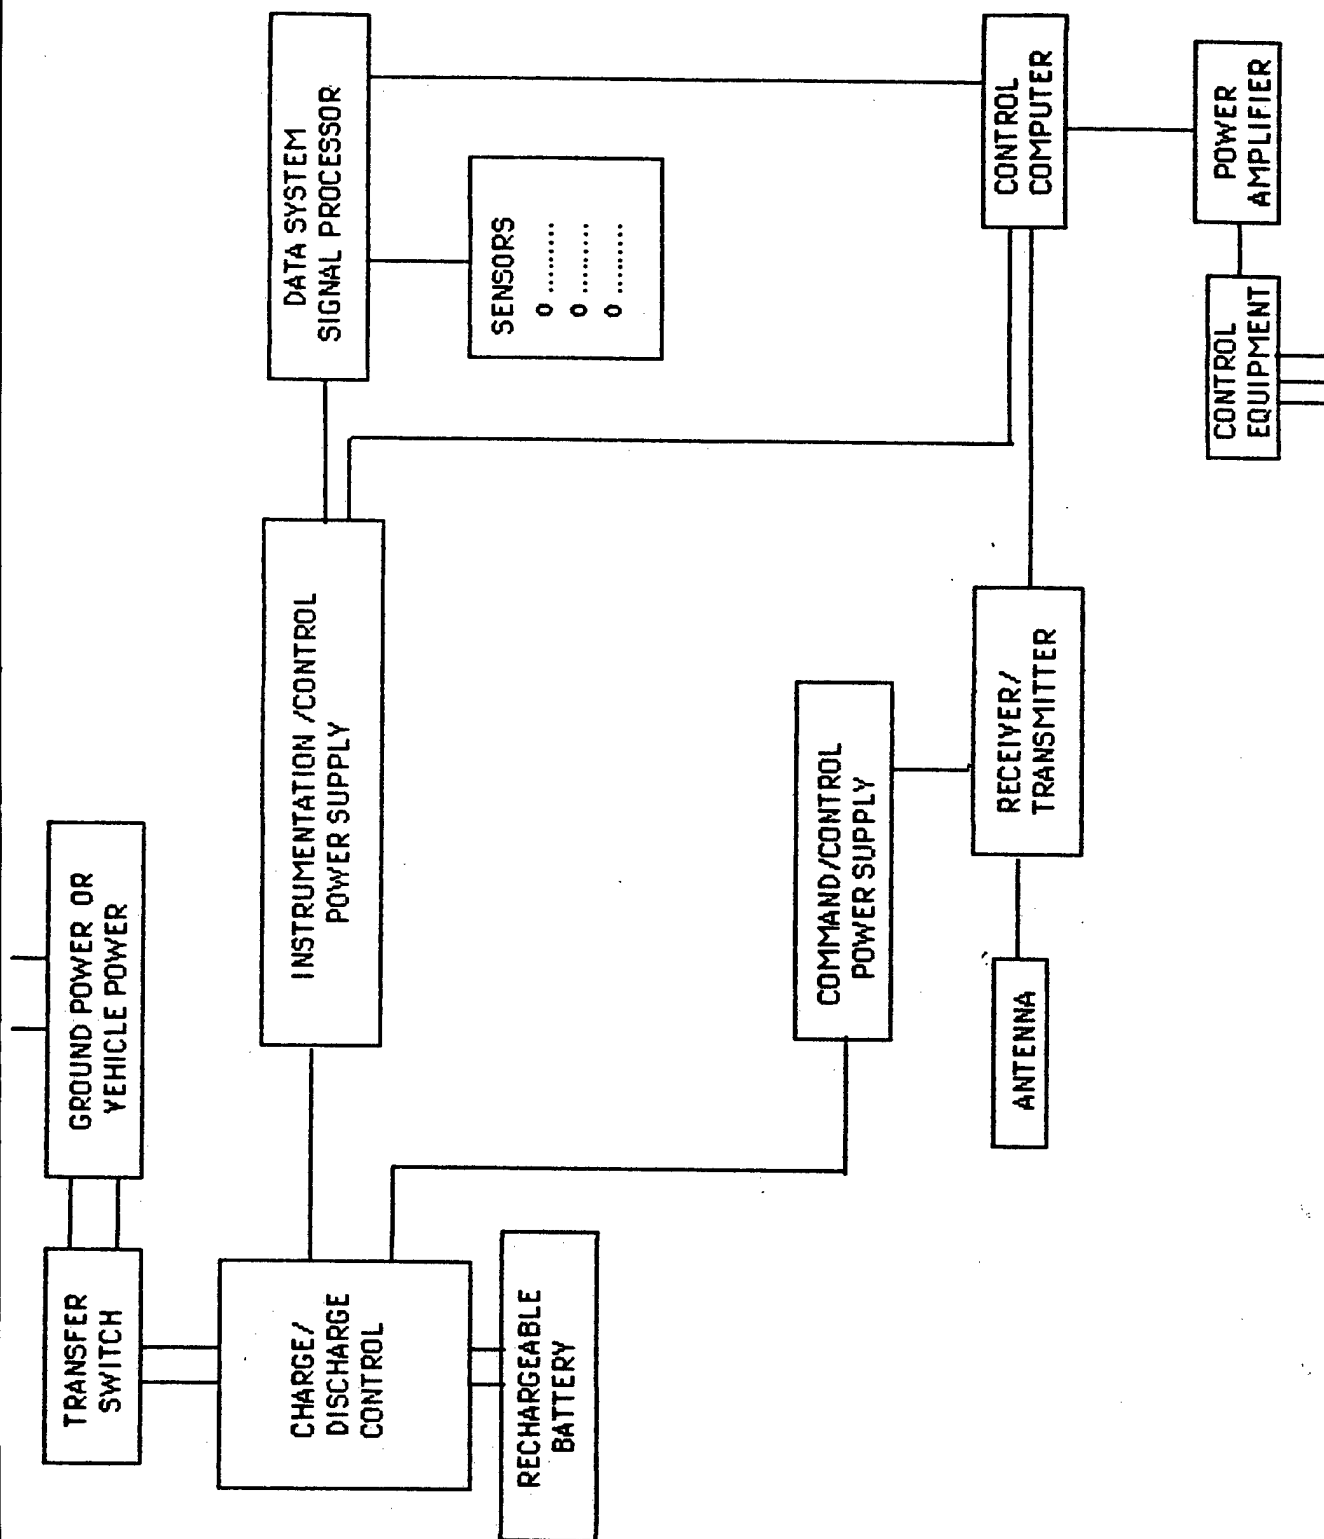 GROUND POWER OR
VEHICLE POWER
TRANSFER
SWITCH
CHARGE/
DISCHARGE
CONTROL
RECHARGEABLE
BATTERY
INSTRUMENTATION /CONTROL
POWER SUPPLY
DATA SYSTEM
SIGNAL PROCESSOR
SENSORS
o .........
o .........
o .........
COMMAND/CONTROL
POWER SUPPLY
ANTENNA
RECEIVER/
TRANSMITTER
CONTROL
COMPUTER
CONTROL
EQUIPMENT
POWER
AMPLIFIER